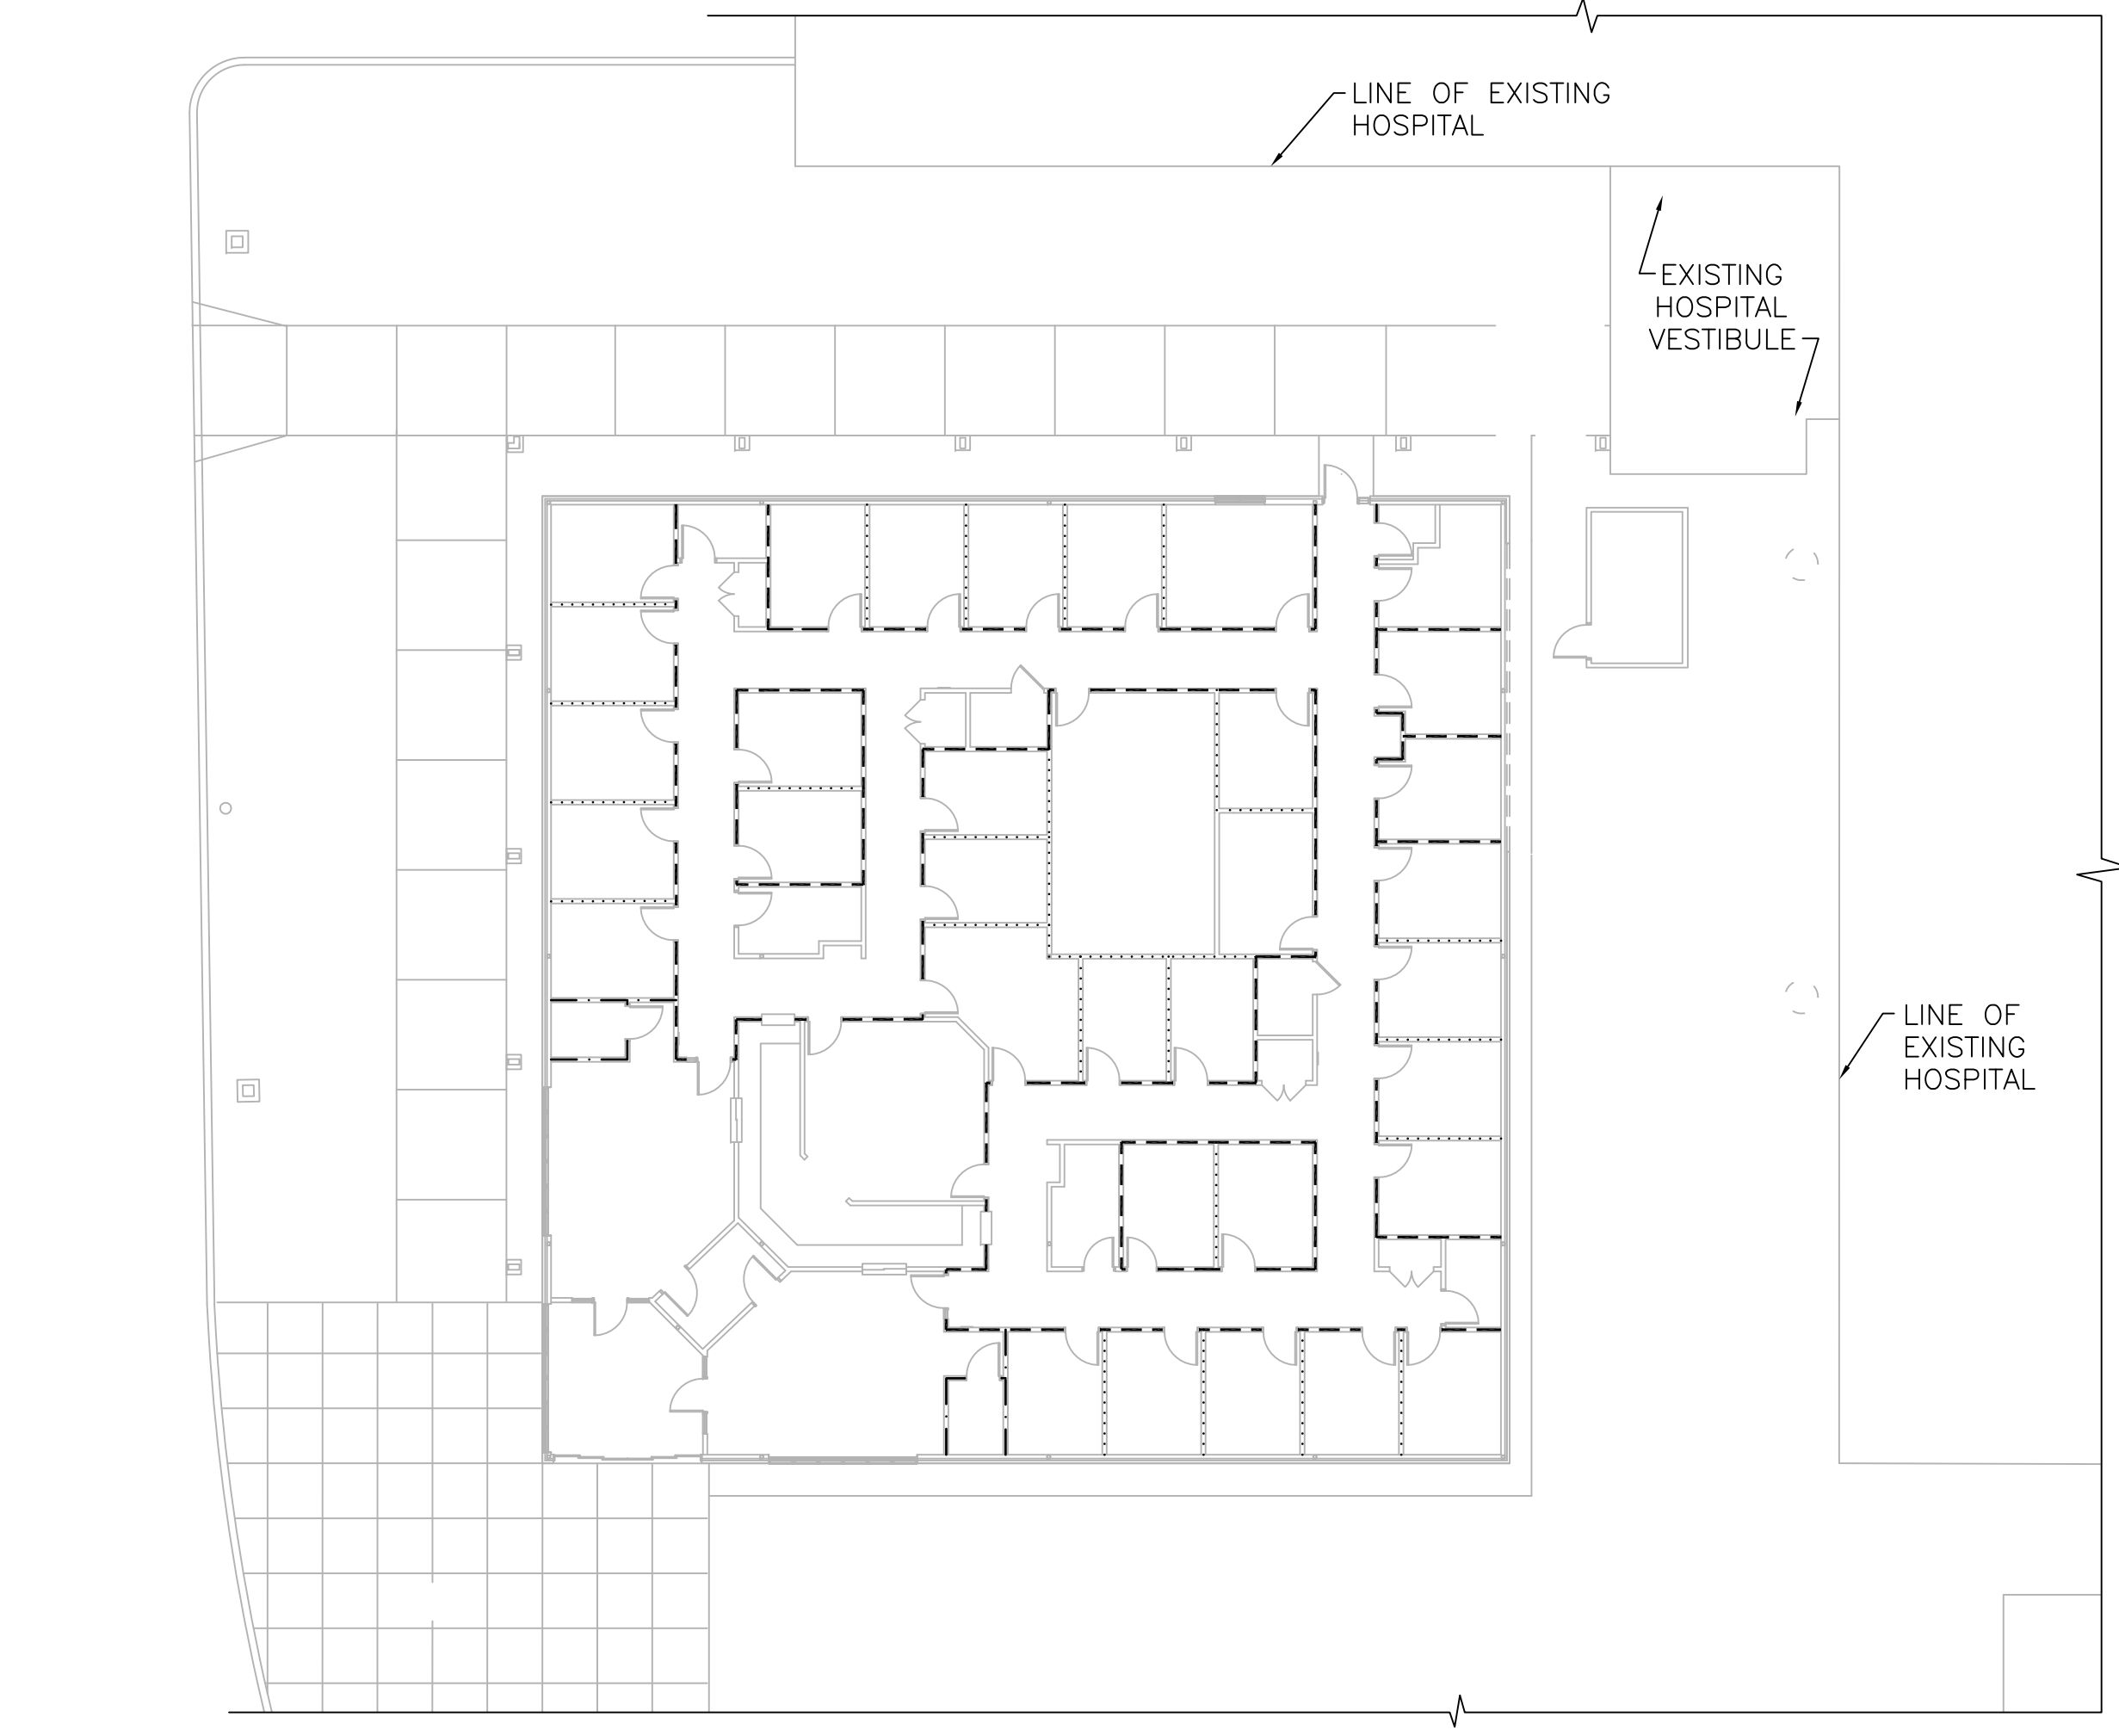 LINE OF EXISTING
HOSPITAL
EXISTING
HOSPITAL
VESTIBULE
LINE OF
EXISTING
HOSPITAL